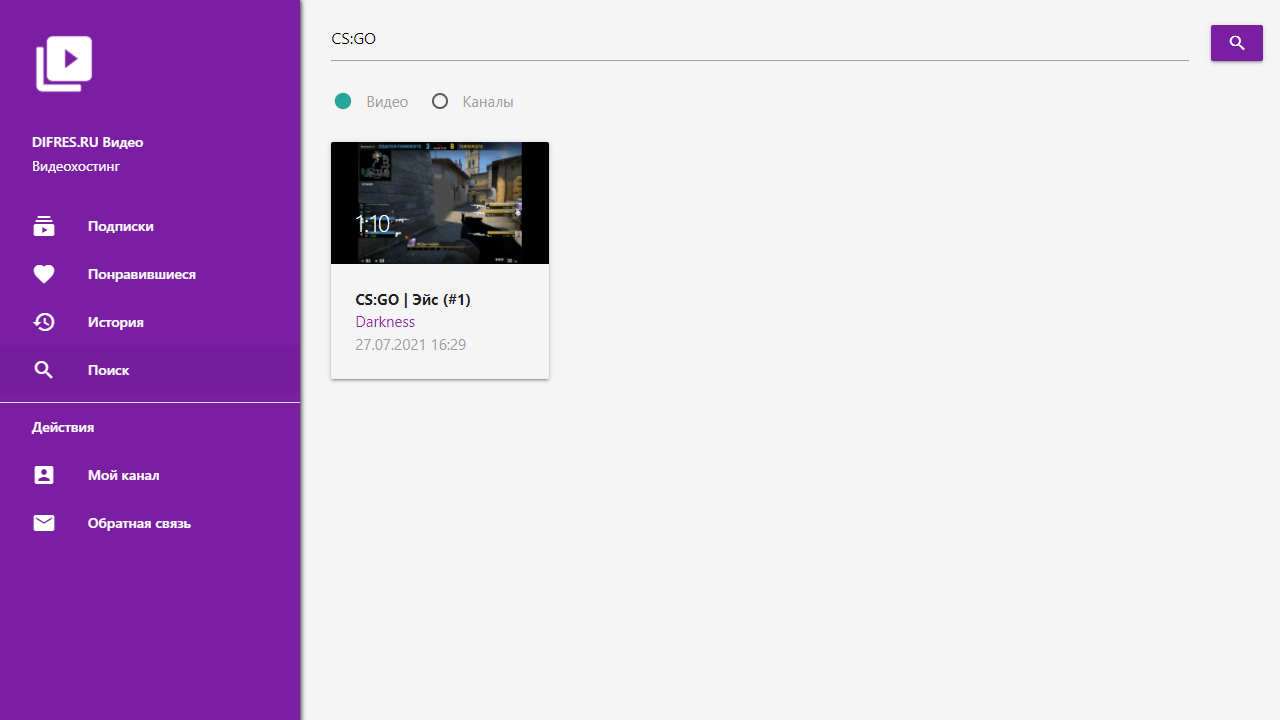 DIFRES.RU Видео
Видеохостинг
Подписки
Понравившиеся
История
Поиск
Действия
Мой канал
Обратная связь
CS:GO
Видео
Каналы
1:10
CS:GO | Эйс (#1)
Darkness
27.07.2021 16:29